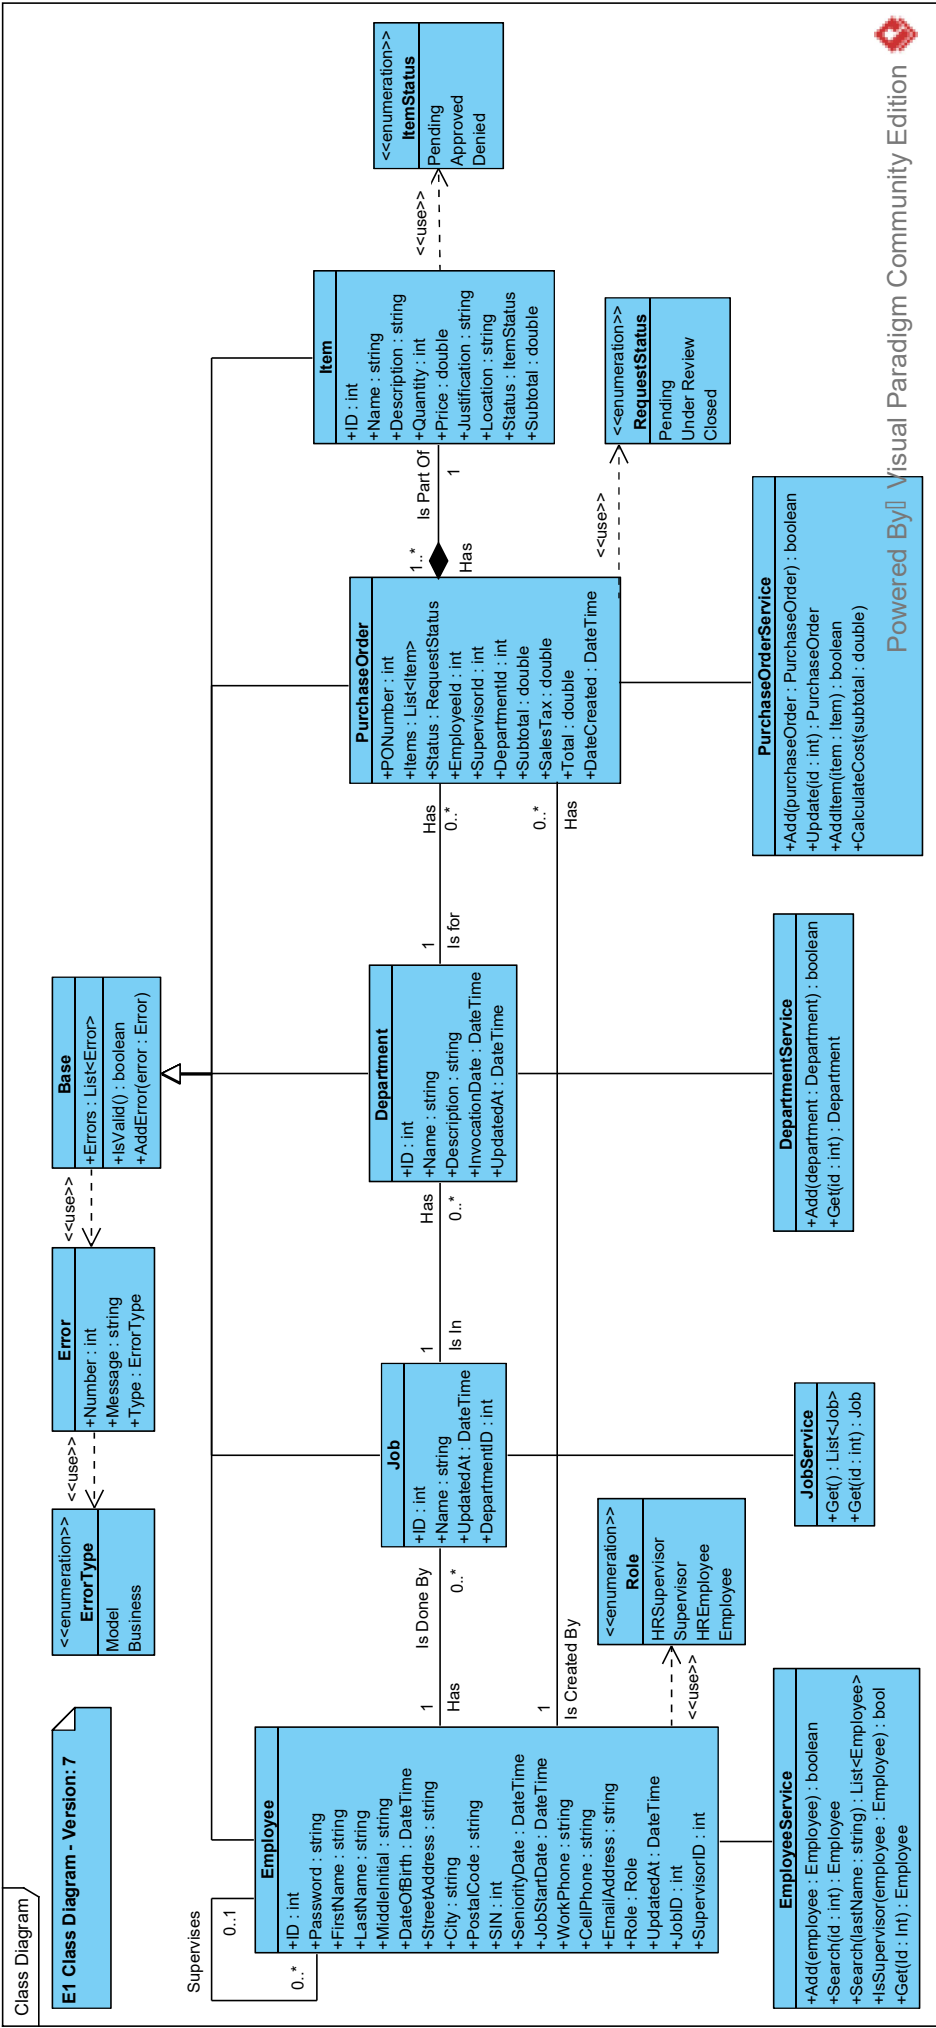 Class Diagram
E1 Class Diagram - Version: 7
<<enumeration>>
ErrorType
Model
Business
<<use>>
Error
+Number : int
+Message : string
+Type : ErrorType
<<use>>
Base
+Errors : List<Error>
+IsValid() : boolean
+AddError(error : Error)
Supervises
0..1
0..*
Employee
+ID : int
+Password : string
+FirstName : string
+LastName : string
+MiddleInitial : string
+DateOfBirth : DateTime
+StreetAddress : string
+City : string
+PostalCode : string
+SIN : int
+SeniorityDate : DateTime
+JobStartDate : DateTime
+WorkPhone : string
+CellPhone : string
+EmailAddress : string
+Role : Role
+UpdatedAt : DateTime
+JobID : int
+SupervisorID : int
1
Has
Is Done By
0..*
Job
+ID : int
+Name : string
+UpdatedAt : DateTime
+DepartmentID : int
1
Is In
Has
0..*
Department
+ID : int
+Name : string
+Description : string
+InvocationDate : DateTime
+UpdatedAt : DateTime
1
Is for
Has
0..*
PurchaseOrder
+PONumber : int
+Items : List<Item>
+Status : RequestStatus
+EmployeeId : int
+SupervisorId : int
+DepartmentId : int
+Subtotal : double
+SalesTax : double
+Total : double
+DateCreated : DateTime
1..*
Has
Is Part Of
1
Item
+ID : int
+Name : string
+Description : string
+Quantity : int
+Price : double
+Justification : string
+Location : string
+Status : ItemStatus
+Subtotal : double
<<use>>
<<enumeration>>
ItemStatus
Pending
Approved
Denied
1
Is Created By
0..*
Has
<<use>>
<<enumeration>>
Role
HRSupervisor
Supervisor
HREmployee
Employee
<<use>>
<<enumeration>>
RequestStatus
Pending
Under Review
Closed
EmployeeService
+Add(employee : Employee) : boolean
+Search(id : int) : Employee
+Search(lastName : string) : List<Employee>
+IsSupervisor(employee : Employee) : bool
+Get(Id : Int) : Employee
JobService
+Get() : List<Job>
+Get(id : int) : Job
DepartmentService
+Add(department : Department) : boolean
+Get(id : int) : Department
PurchaseOrderService
+Add(purchaseOrder : PurchaseOrder) : boolean
+Update(id : int) : PurchaseOrder
+AddItem(item : Item) : boolean
+CalculateCost(subtotal : double)
Powered By Visual Paradigm Community Edition